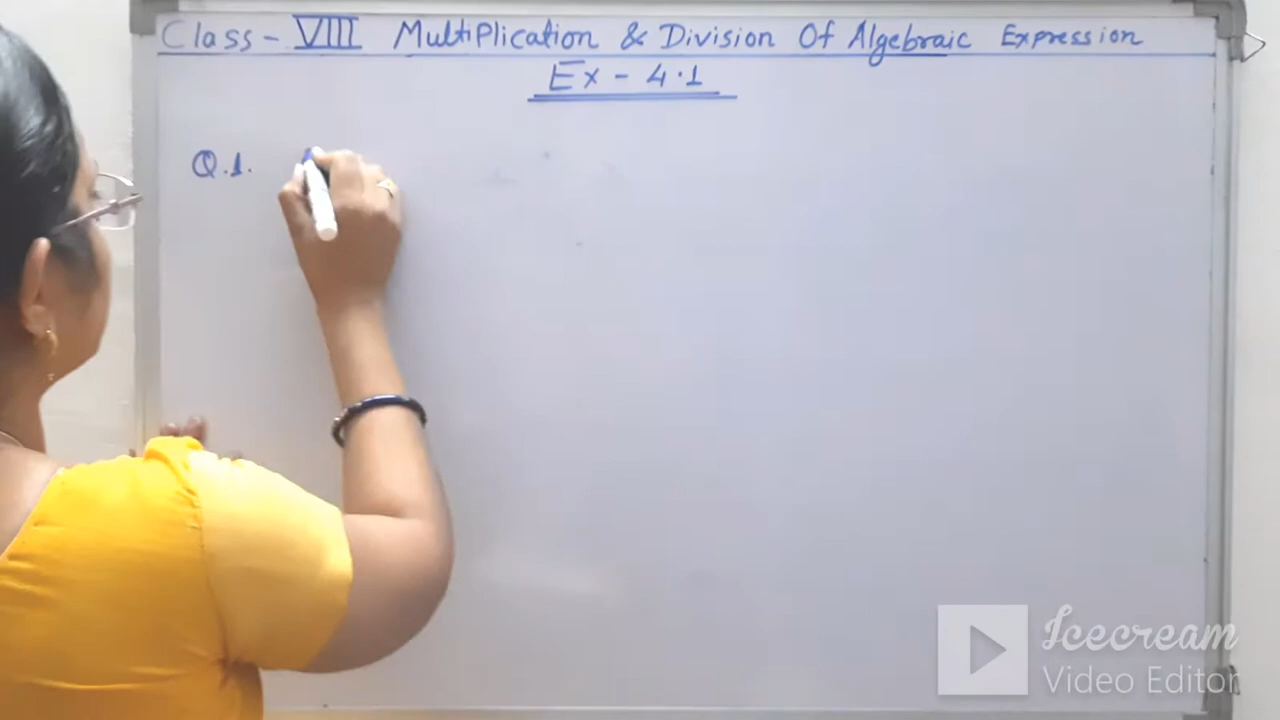 Class - VIII Multiplication & Division Of Algebraic Expression
Ex - 4.1
Q.1.
Icecream
Video Editor